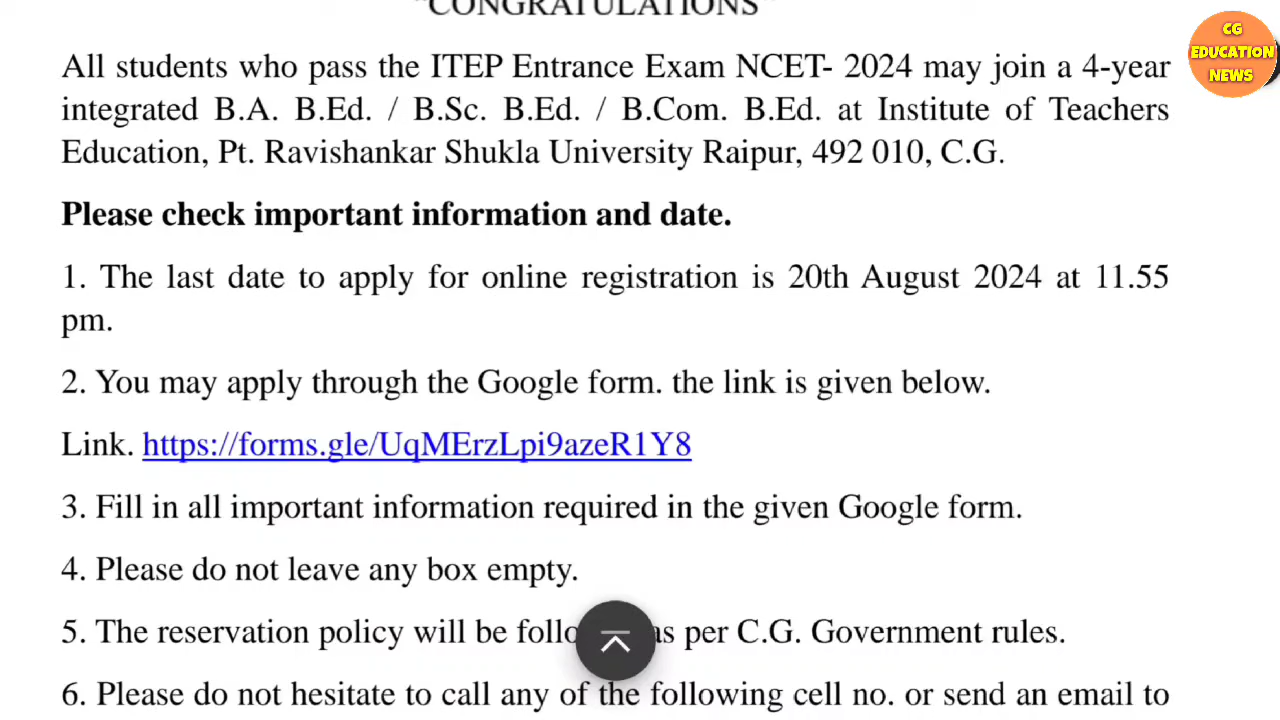 "CONGRATULATIONS"
CG
EDUCATION
NEWS
All students who pass the ITEP Entrance Exam NCET- 2024 may join a 4-year
integrated B.A. B.Ed. / B.Sc. B.Ed. / B.Com. B.Ed. at Institute of Teachers
Education, Pt. Ravishankar Shukla University Raipur, 492 010, C.G.
Please check important information and date.
1. The last date to apply for online registration is 20th August 2024 at 11.55
pm.
2. You may apply through the Google form. the link is given below.
Link. https://forms.gle/UqMErzLpi9azeR1Y8
3. Fill in all important information required in the given Google form.
4. Please do not leave any box empty.
5. The reservation policy will be follo as per C.G. Government rules.
6. Please do not hesitate to call any of the following cell no. or send an email to